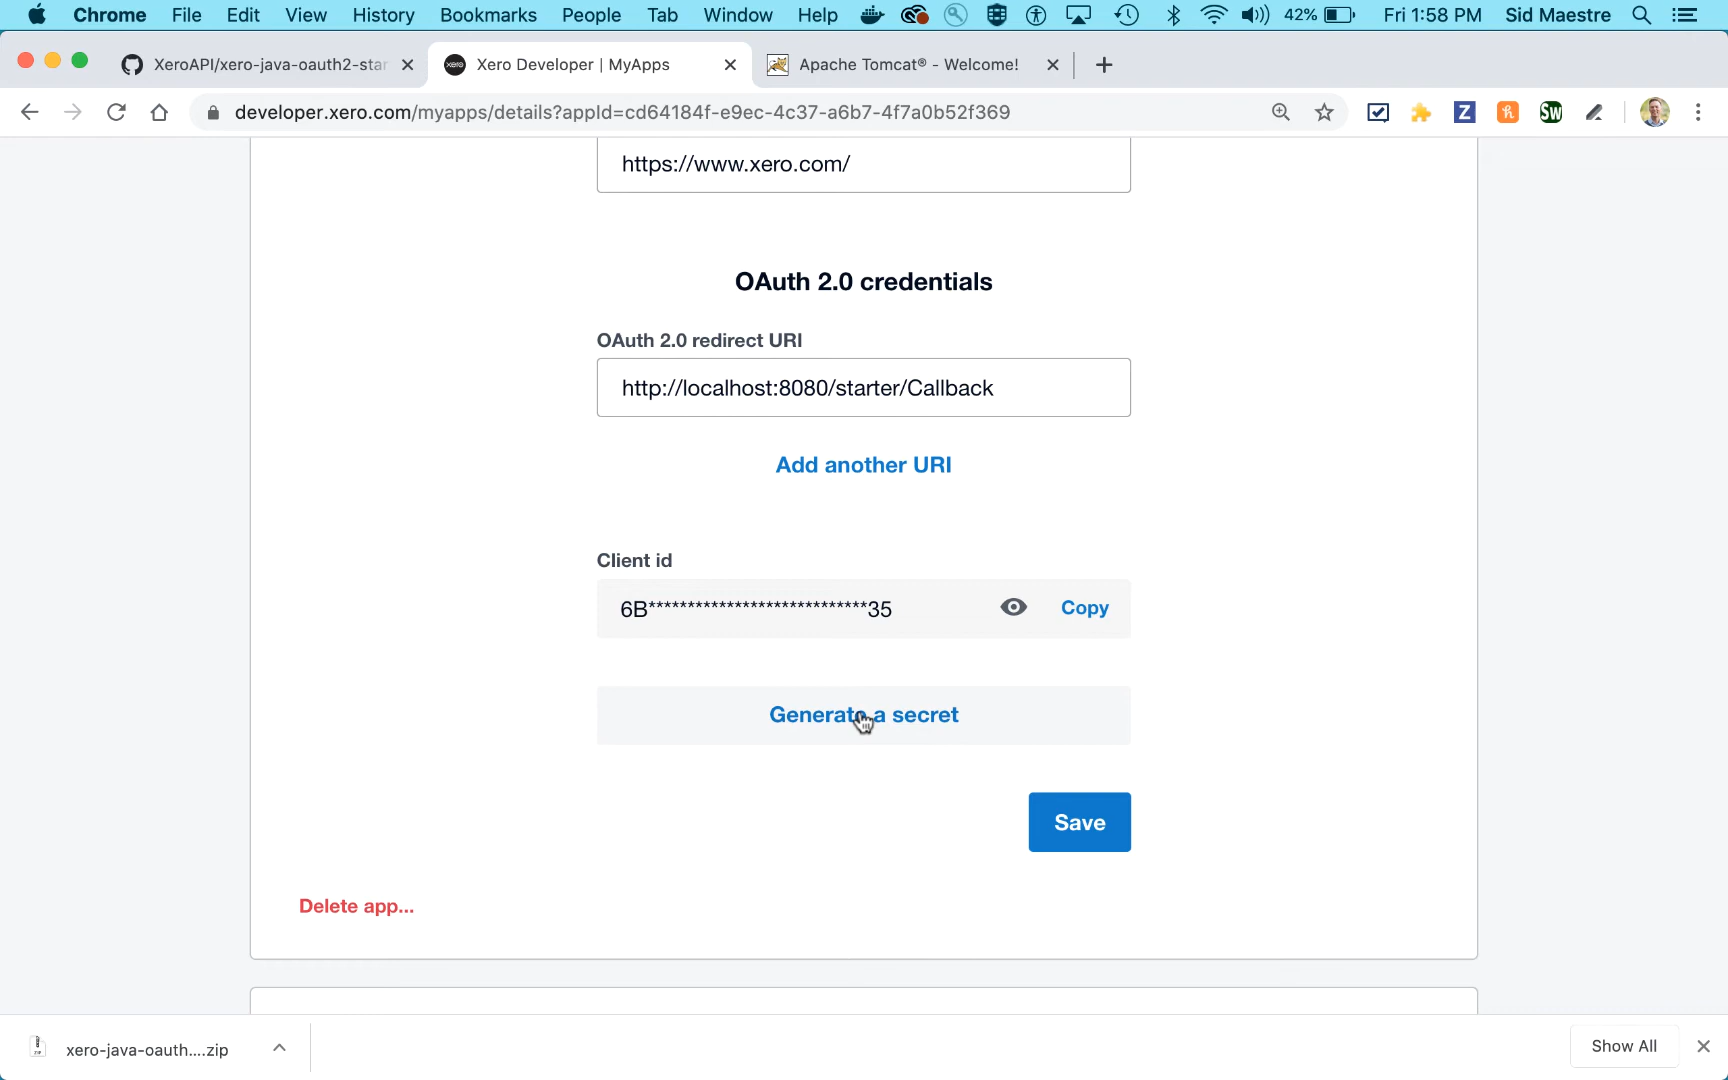 Chrome File Edit View History Bookmarks People Tab Window Help 42% Fri 1:58 PM Sid Maestre
XeroAPI/xero-java-oauth2-star Xero Developer | MyApps Apache Tomcat® - Welcome!
developer.xero.com/myapps/details?appId=cd64184f-e9ec-4c37-a6b7-4f7a0b52f369
https://www.xero.com/
OAuth 2.0 credentials
OAuth 2.0 redirect URI
http://localhost:8080/starter/Callback
Add another URI
Client id
6B****************************35 Copy
Generate a secret
Save
Delete app...
xero-java-oauth....zip Show All